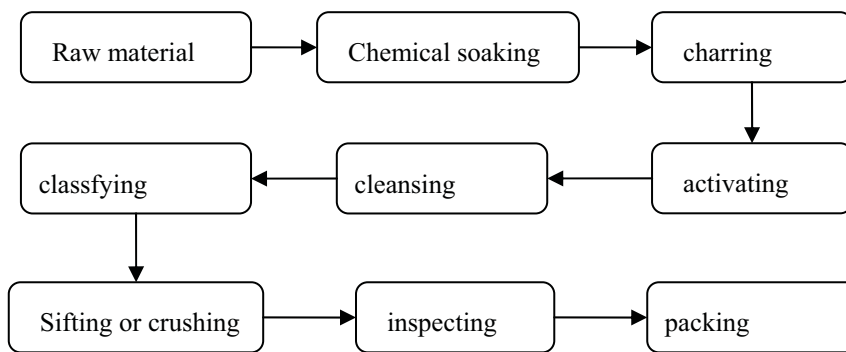 Raw material
Chemical soaking
charring
activating
cleansing
classfying
Sifting or crushing
inspecting
packing